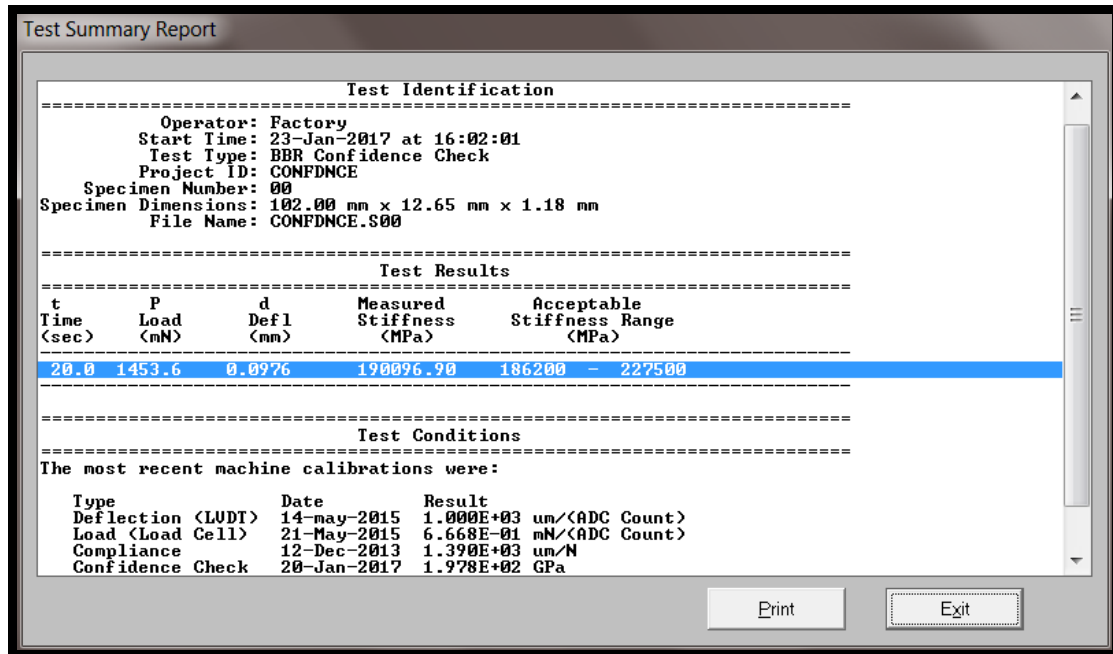 Test Summary Report
Test Identification
==========================================================================
Operator: Factory
Start Time: 23-Jan-2017 at 16:02:01
Test Type: BBR Confidence Check
Project ID: CONFDNCE
Specimen Number: 00
Specimen Dimensions: 102.00 mm x 12.65 mm x 1.18 mm
File Name: CONFDNCE.S00
==========================================================================
Test Results
==========================================================================
t P d Measured Acceptable
Time Load Defl Stiffness Stiffness Range
(sec) (mN) (mm) (MPa) (MPa)
--------------------------------------------------------------------------
20.0 1453.6 0.0976 190096.90 186200 - 227500
--------------------------------------------------------------------------
==========================================================================
Test Conditions
==========================================================================
The most recent machine calibrations were:
Type Date Result
Deflection (LVDT) 14-may-2015 1.000E+03 um/(ADC Count)
Load (Load Cell) 21-May-2015 6.668E-01 mN/(ADC Count)
Compliance 12-Dec-2013 1.390E+03 um/N
Confidence Check 20-Jan-2017 1.978E+02 GPa
Print Exit